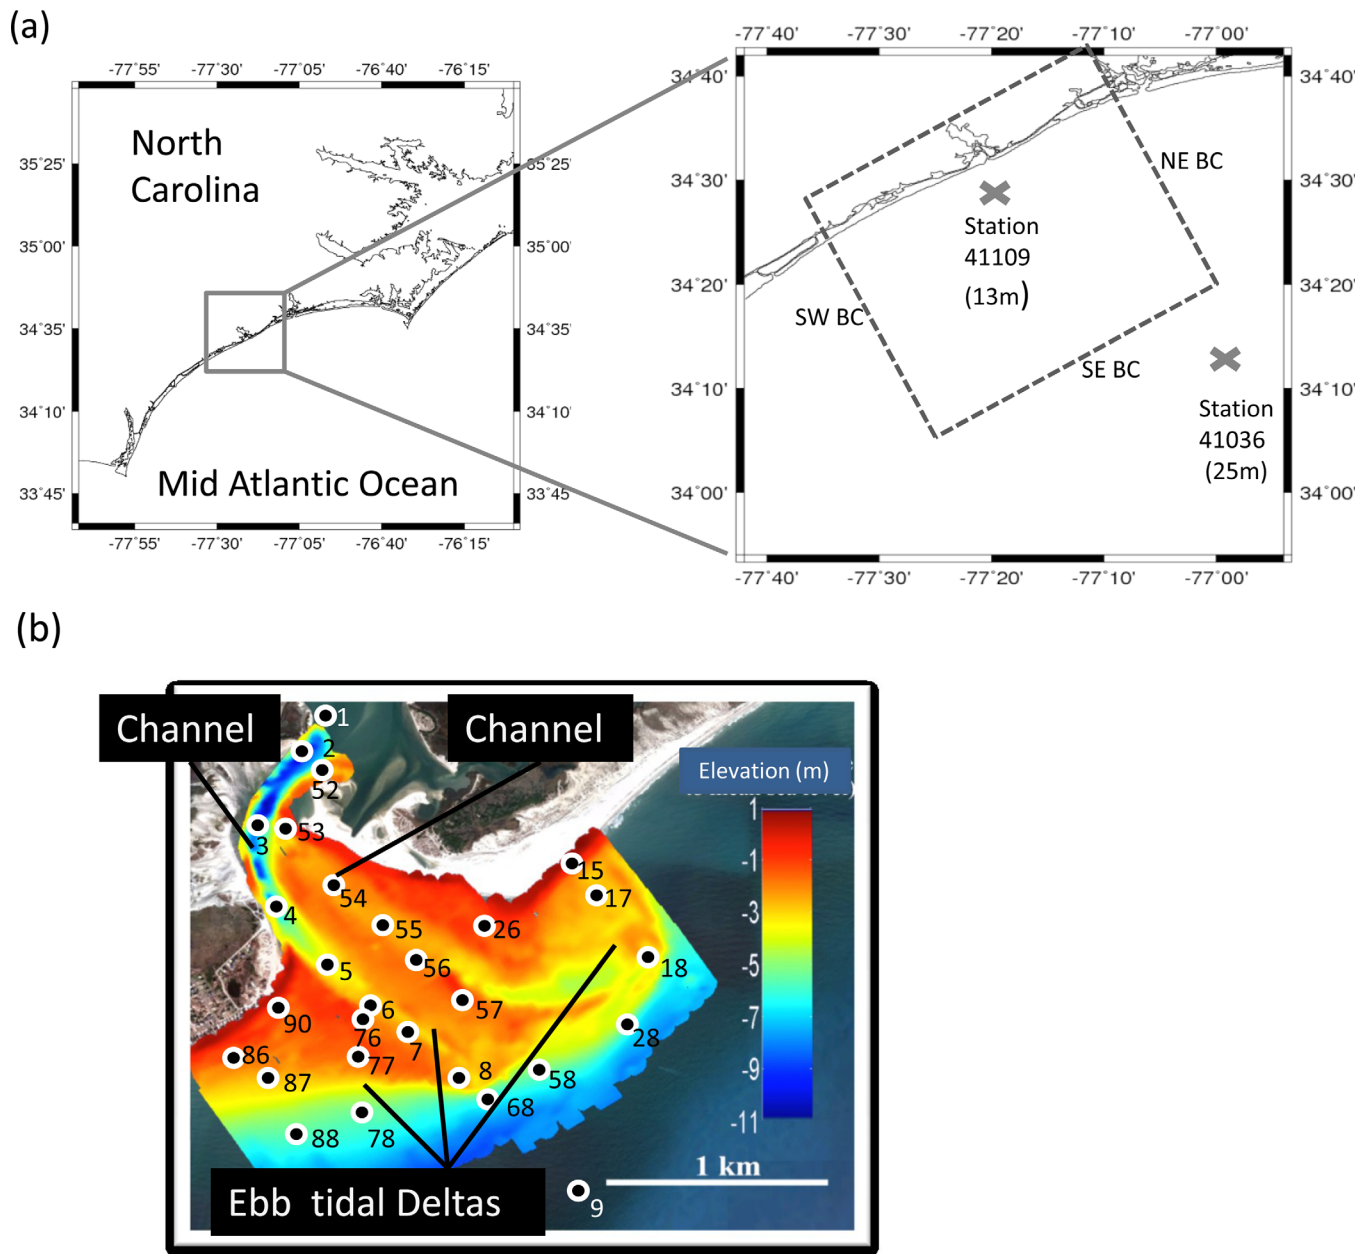 (a)
-77°55' -77°30' -77°05' -76°40' -76°15'
35°25' 35°25'
35°00' 35°00'
34°35' 34°35'
34°10' 34°10'
33°45' 33°45'
-77°55' -77°30' -77°05' -76°40' -76°15'
North
Carolina
Mid Atlantic Ocean
-77°40' -77°30' -77°20' -77°10' -77°00'
34°40' 34°40'
34°30' 34°30'
34°20' 34°20'
34°10' 34°10'
34°00' 34°00'
-77°40' -77°30' -77°20' -77°10' -77°00'
NE BC
Station
41109
(13m)
SW BC
SE BC
Station
41036
(25m)
(b)
Channel
Channel
Elevation (m)
1
-1
-3
-5
-7
-9
-11
1
2
52
3
53
54
4
55
26
15
17
56
18
5
57
6
90
76
7
28
86
77
87
8
58
68
88
78
9
1 km
Ebb tidal Deltas